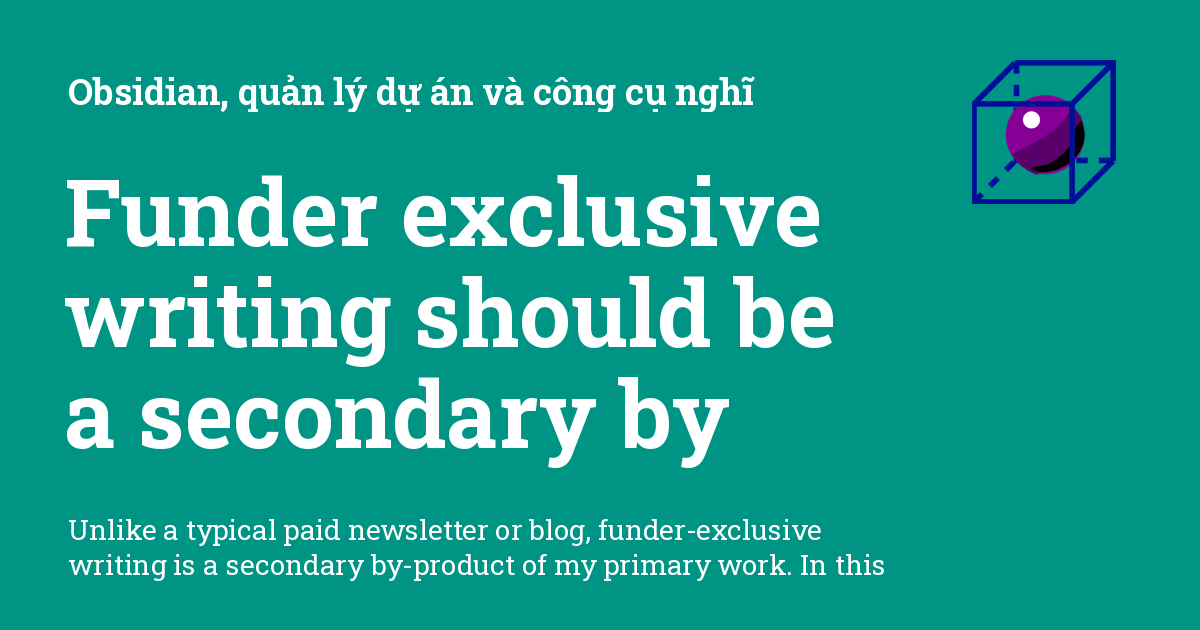 Obsidian, quản lý dự án và công cụ nghĩ
Funder exclusive
writing should be
a secondary by
Unlike a typical paid newsletter or blog, funder-exclusive
writing is a secondary by-product of my primary work. In this